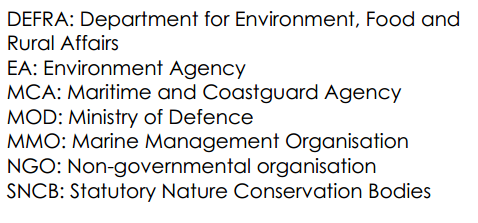 DEFRA: Department for Environment, Food and
Rural Affairs
EA: Environment Agency
MCA: Maritime and Coastguard Agency
MOD: Ministry of Defence
MMO: Marine Management Organisation
NGO: Non-governmental organisation
SNCB: Statutory Nature Conservation Bodies